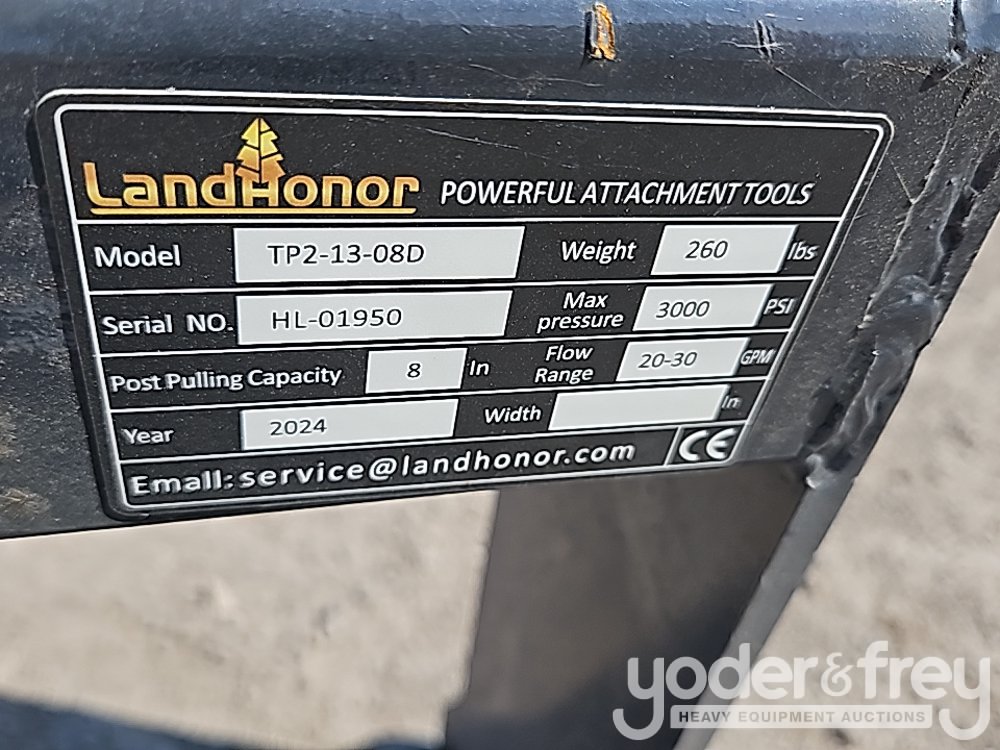 LandHonor POWERFUL ATTACHMENT TOOLS
Model TP2-13-08D Weight 260 lbs
Serial NO. HL-01950 Max pressure 3000 PSI
Post Pulling Capacity 8 In Flow Range 20-30 GPM
Year 2024 Width In
Emall: service@landhonor.com CE
yoder&frey
HEAVY EQUIPMENT AUCTIONS